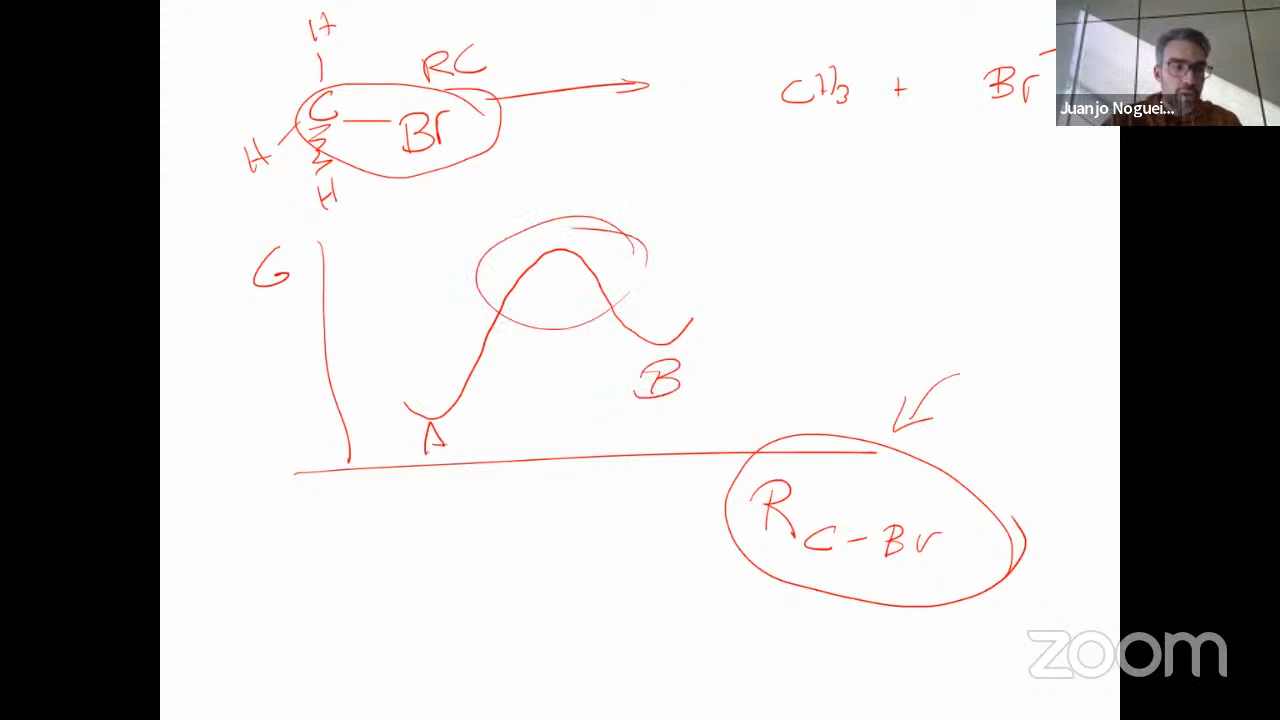 H
RC
C — Br
H
H
CH3 + Br⁻
Juanjo Noguei...
G
A
B
R C-Br
zoom